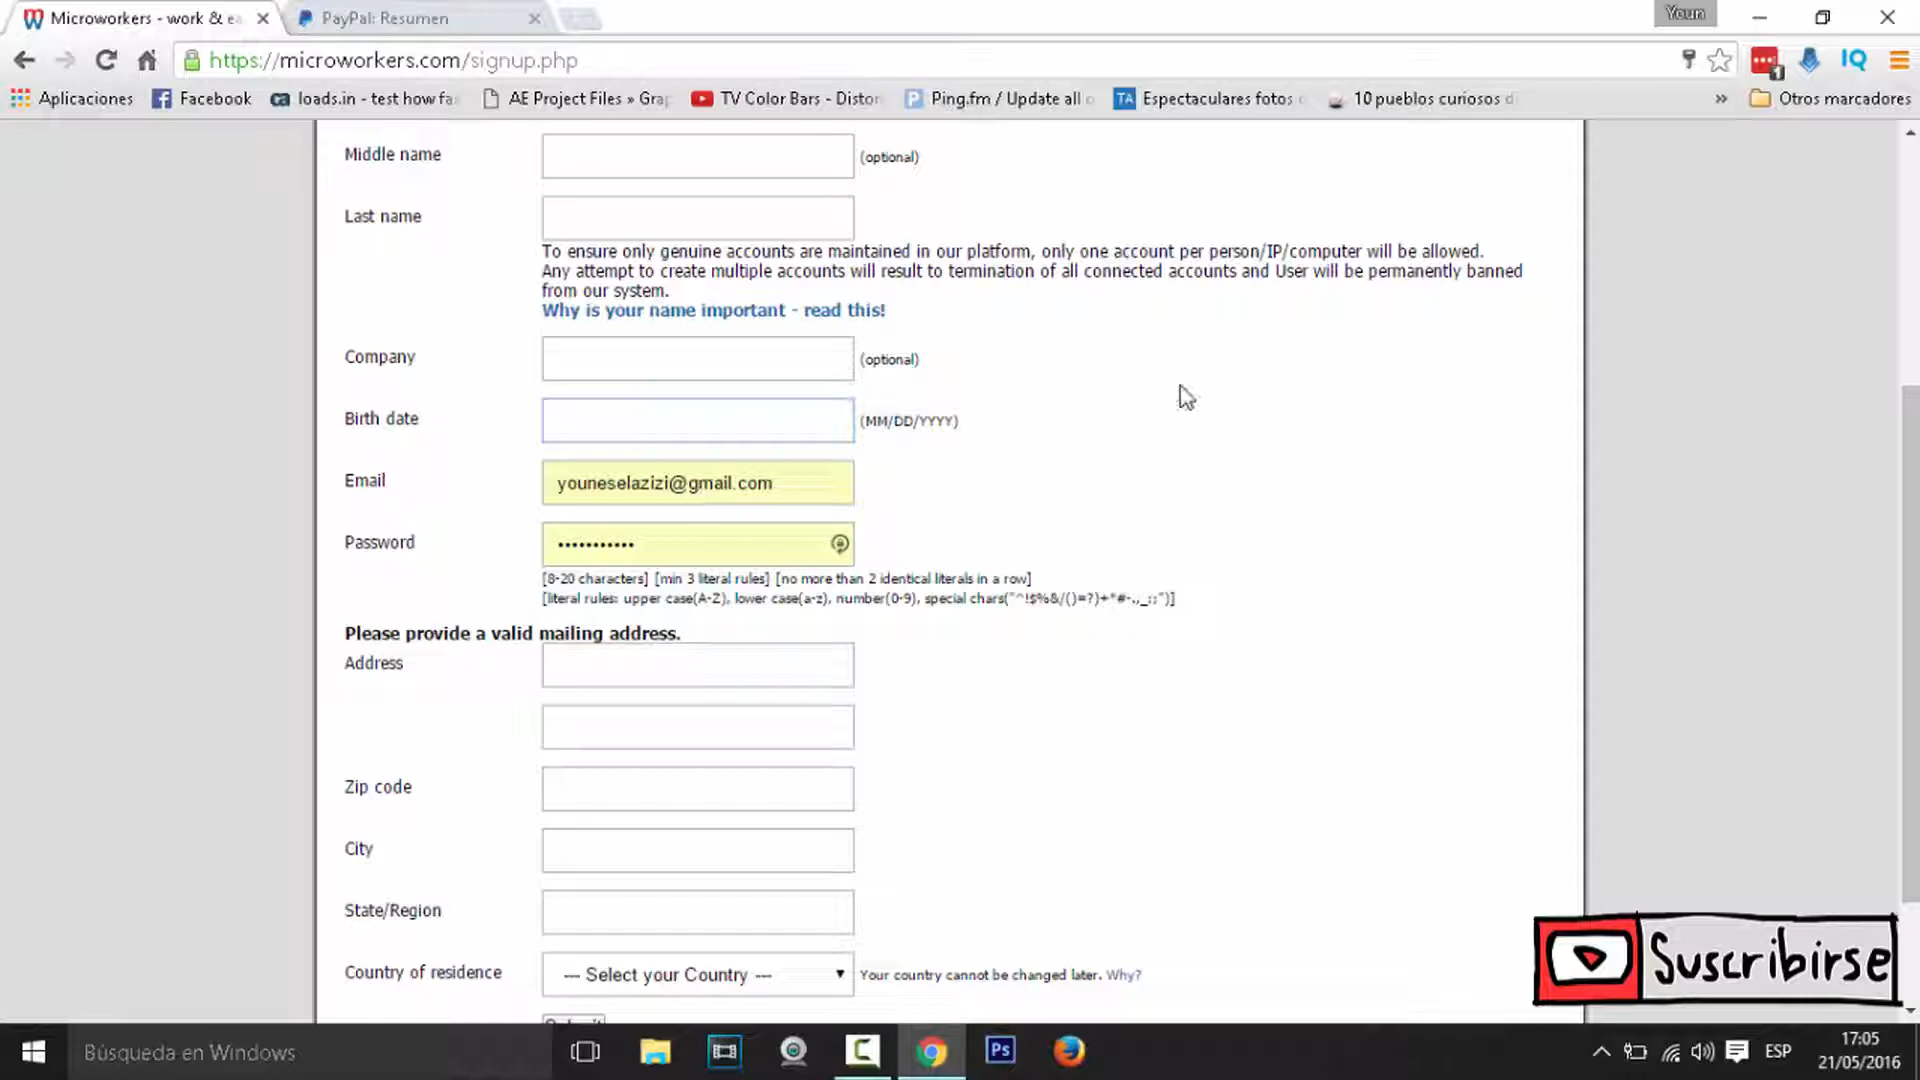 Microworkers - work & ea
PayPal: Resumen
Youn
https://microworkers.com/signup.php
IQ
Aplicaciones
Facebook
ca
loads.in - test how fa
AE Project Files » Gra
TV Color Bars - Distor
Ping.fm / Update all
TA
Espectaculares fotos
10 pueblos curiosos d
»
Otros marcadores
Middle name
(optional)
Last name
To ensure only genuine accounts are maintained in our platform, only one account per person/IP/computer will be allowed.
Any attempt to create multiple accounts will result to termination of all connected accounts and User will be permanently banned
from our system.
Why is your name important - read this!
Company
(optional)
Birth date
(MM/DD/YYYY)
Email
youneselazizi@gmail.com
Password
•••••••••••
[8-20 characters] [min 3 literal rules] [no more than 2 identical literals in a row]
[literal rules: upper case(A-Z), lower case(a-z), number(0-9), special chars("^!$%&/()=?)+*#-.,_:;")]
Please provide a valid mailing address.
Address
Zip code
City
State/Region
Country of residence
--- Select your Country ---
Your country cannot be changed later. Why?
Submit
Suscribirse
Búsqueda en Windows
Ps
ESP
17:05
21/05/2016